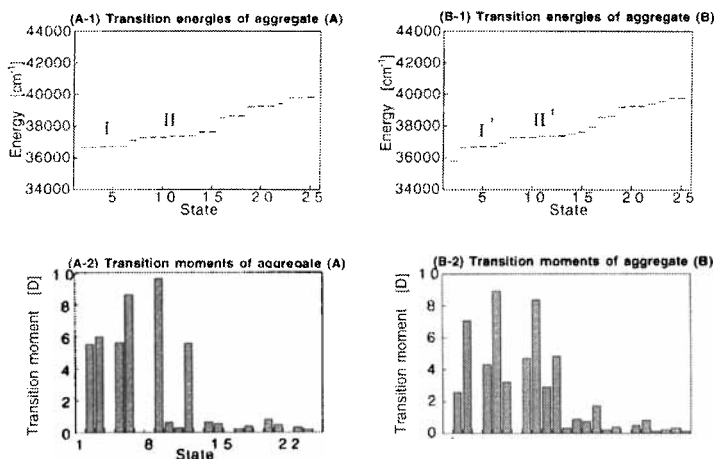 (A-1) Transition energies of aggregate (A)
44000
42000
40000
38000
36000
34000
Energy [cm⁻¹]
I
II
5
10
15
20
25
State
(B-1) Transition energies of aggregate (B)
44000
42000
40000
38000
36000
34000
Energy [cm⁻¹]
I'
II'
5
10
15
20
25
State
(A-2) Transition moments of aggregate (A)
10
8
6
4
2
0
Transition moment [D]
1
8
15
22
State
(B-2) Transition moments of aggregate (B)
10
8
6
4
2
0
Transition moment [D]